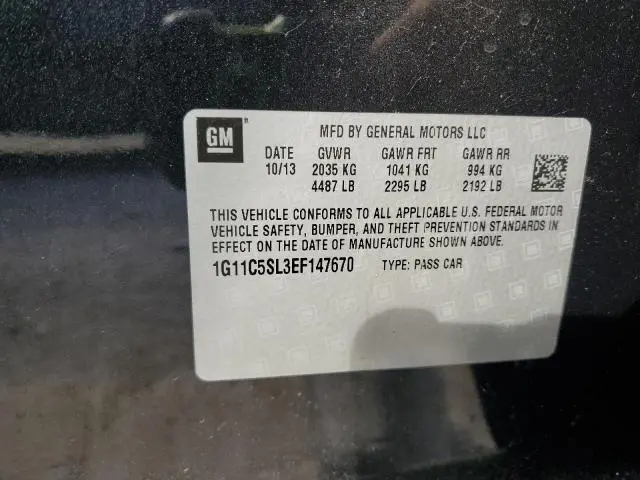 GM
MFD BY GENERAL MOTORS LLC
DATE GVWR GAWR FRT GAWR RR
10/13 2035 KG 1041 KG 994 KG
4487 LB 2295 LB 2192 LB
THIS VEHICLE CONFORMS TO ALL APPLICABLE U.S. FEDERAL MOTOR
VEHICLE SAFETY, BUMPER, AND THEFT PREVENTION STANDARDS IN
EFFECT ON THE DATE OF MANUFACTURE SHOWN ABOVE.
1G11C5SL3EF147670 TYPE: PASS CAR